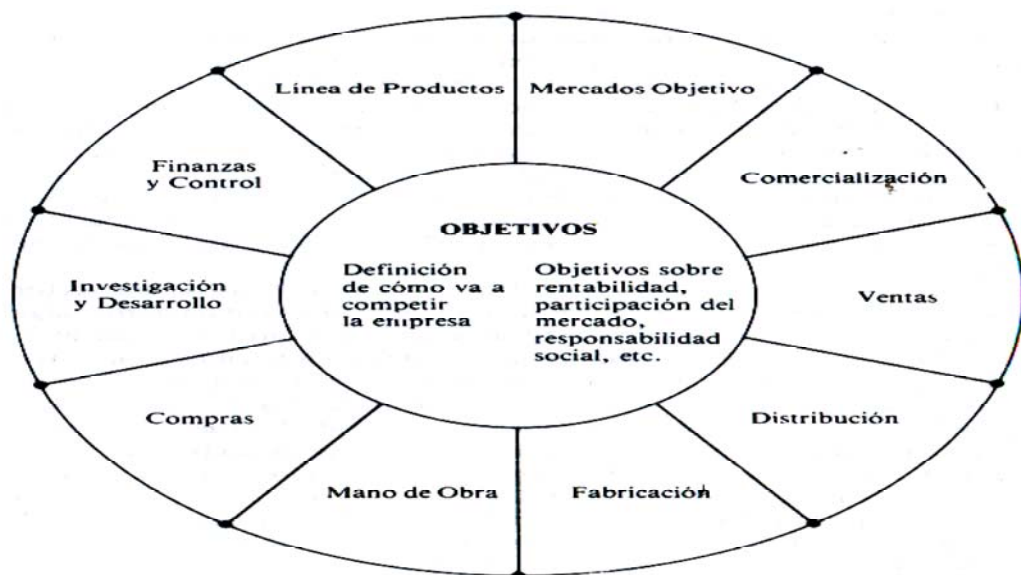 Línea de Productos
Mercados Objetivo
Comercialización
Ventas
Distribución
Fabricación
Mano de Obra
Compras
Investigación
y Desarrollo
Finanzas
y Control
OBJETIVOS
Definición
de cómo va a
competir
la empresa
Objetivos sobre
rentabilidad,
participación del
mercado,
responsabilidad
social, etc.